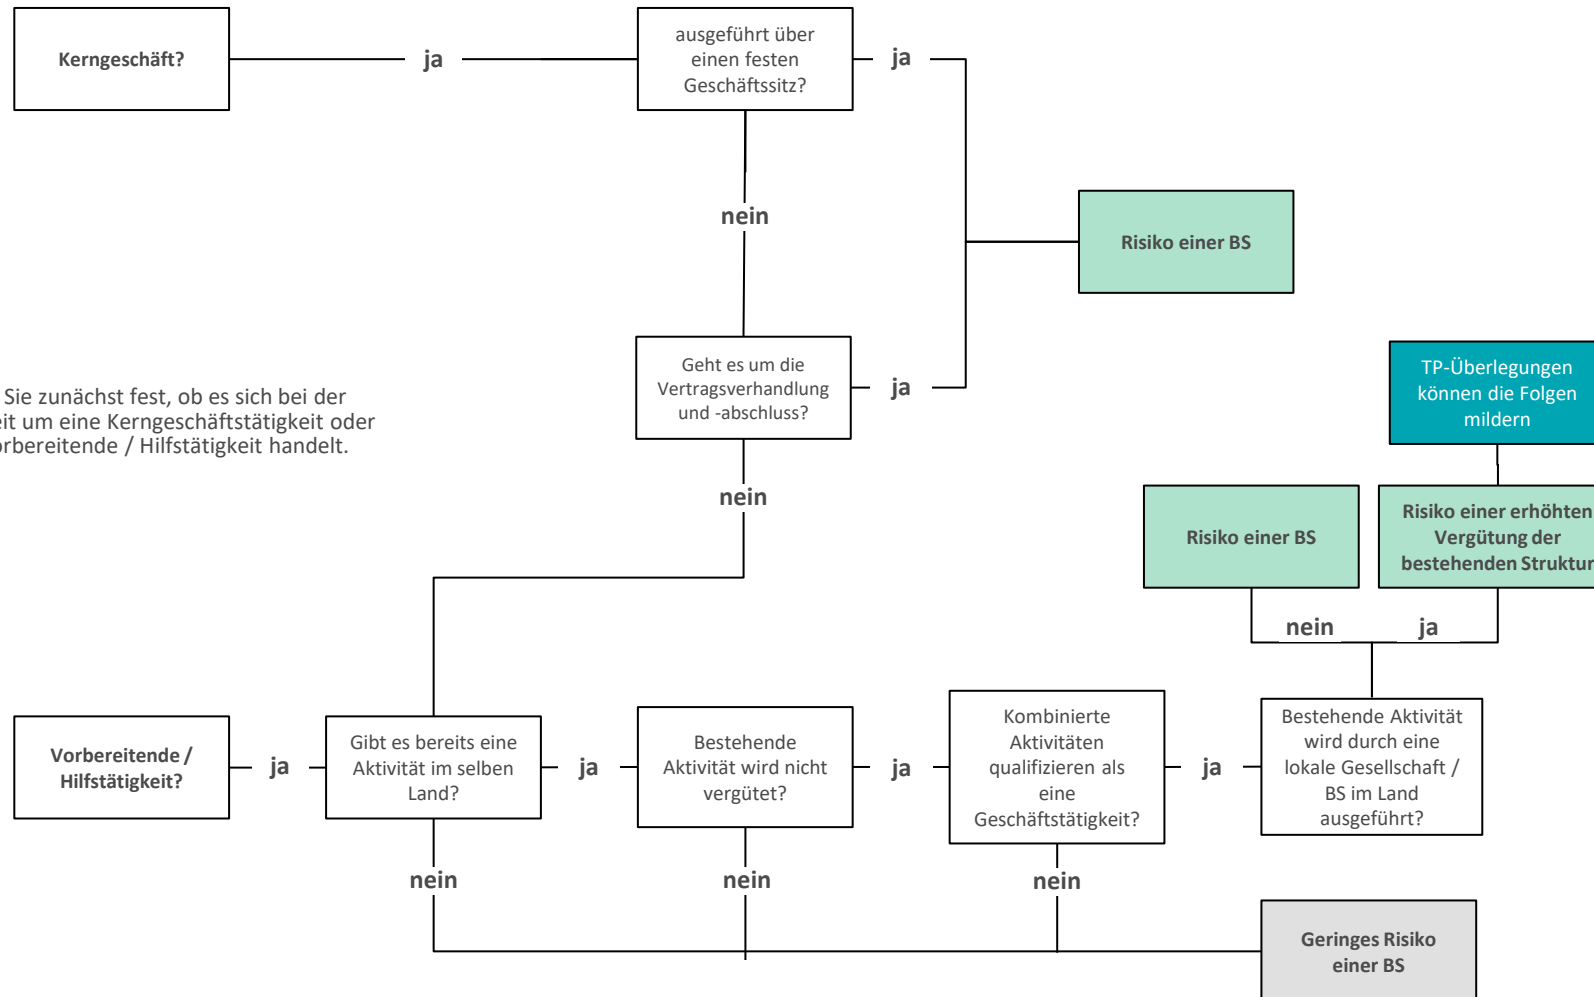 Kerngeschäft?
ja
ausgeführt über
einen festen
Geschäftssitz?
ja
nein
Risiko einer BS
Geht es um die
Vertragsverhandlung
und -abschluss?
ja
Sie zunächst fest, ob es sich bei der
um eine Kerngeschäftstätigkeit oder
/ Hilfstätigkeit handelt.
nein
TP-Überlegungen
können die Folgen
mildern
Risiko einer BS
Risiko einer erhöhten
Vergütung der
bestehenden Struktur
nein
ja
Vorbereitende /
Hilfstätigkeit?
ja
Gibt es bereits eine
Aktivität im selben
Land?
ja
Bestehende
Aktivität wird nicht
vergütet?
ja
Kombinierte
Aktivitäten
qualifizieren als
eine
Geschäftstätigkeit?
ja
Bestehende Aktivität
wird durch eine
lokale Gesellschaft /
BS im Land
ausgeführt?
nein
nein
nein
Geringes Risiko
einer BS